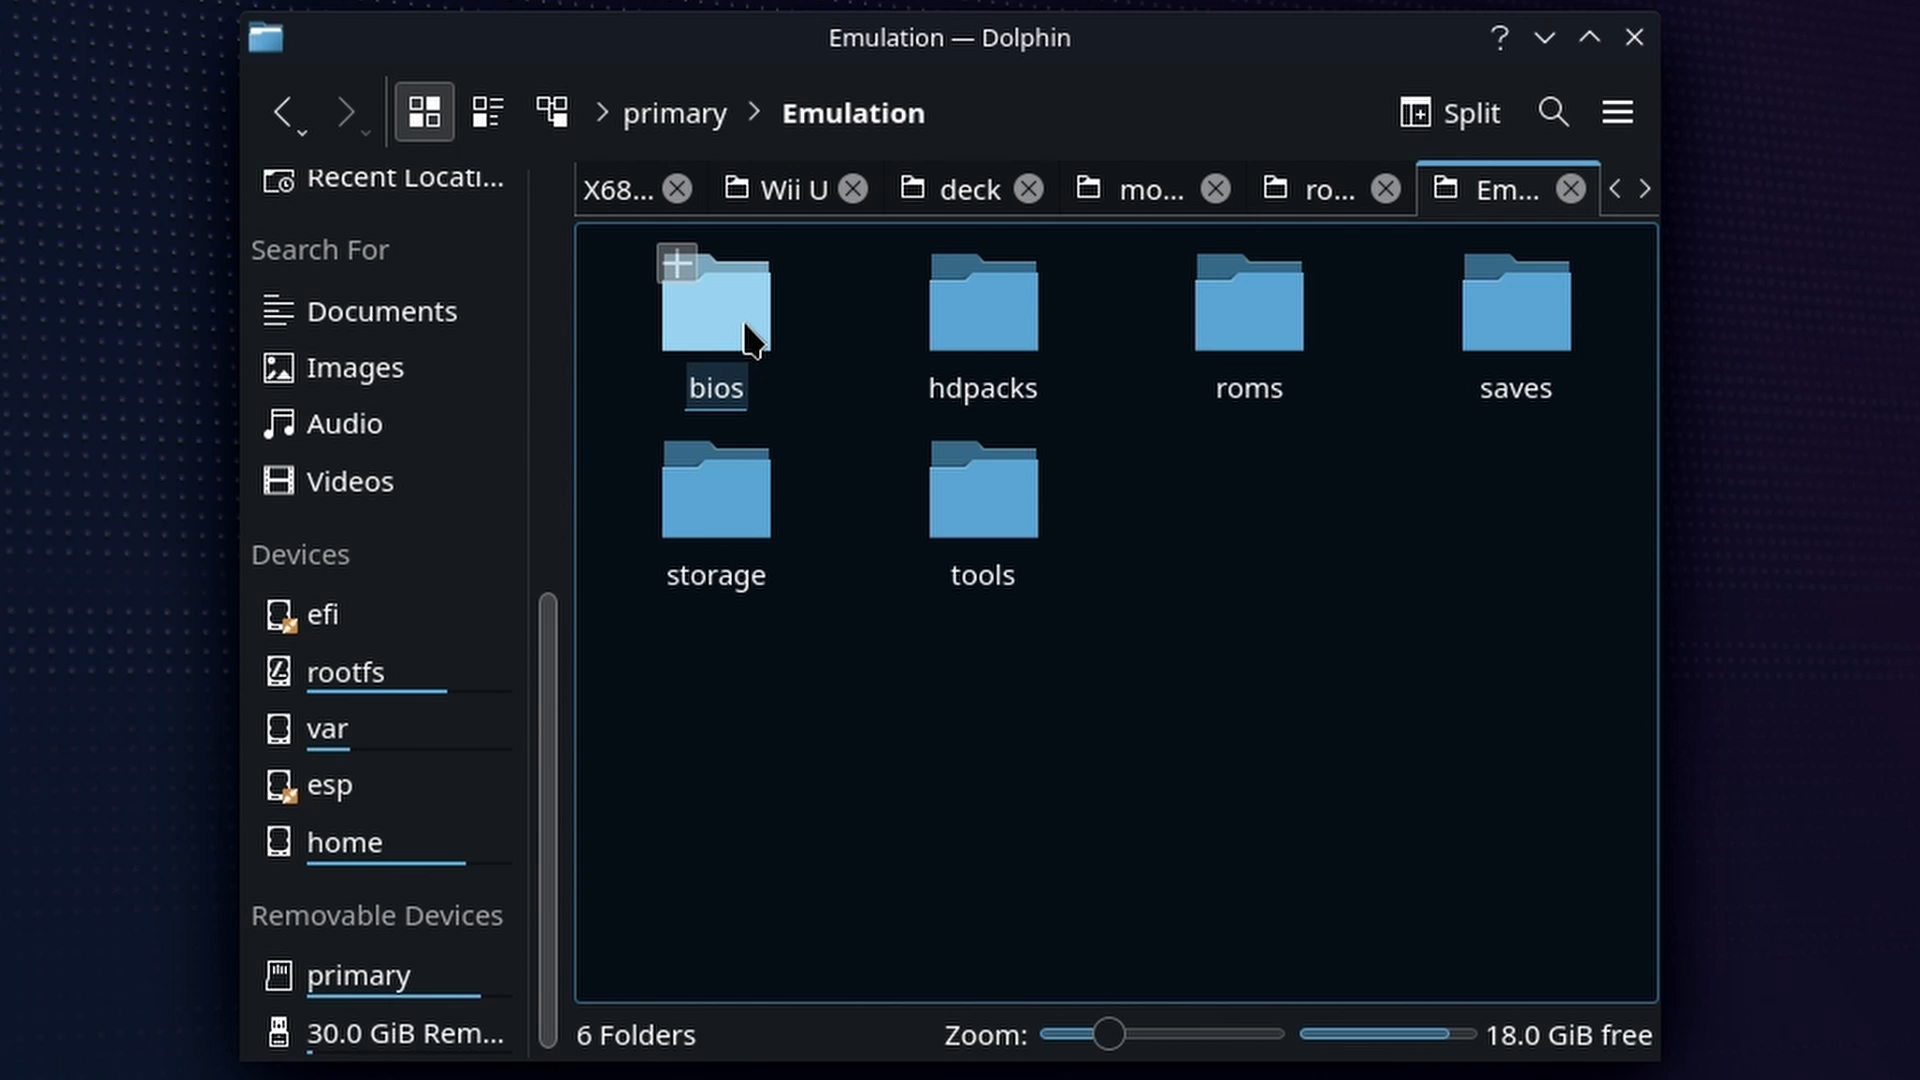 Emulation — Dolphin
primary
Emulation
Split
X68...
Wii U
deck
mo...
ro...
Em...
Recent Locati...
Search For
Documents
Images
Audio
Videos
Devices
efi
rootfs
var
esp
home
Removable Devices
primary
30.0 GiB Rem...
bios
hdpacks
roms
saves
storage
tools
6 Folders
Zoom:
18.0 GiB free